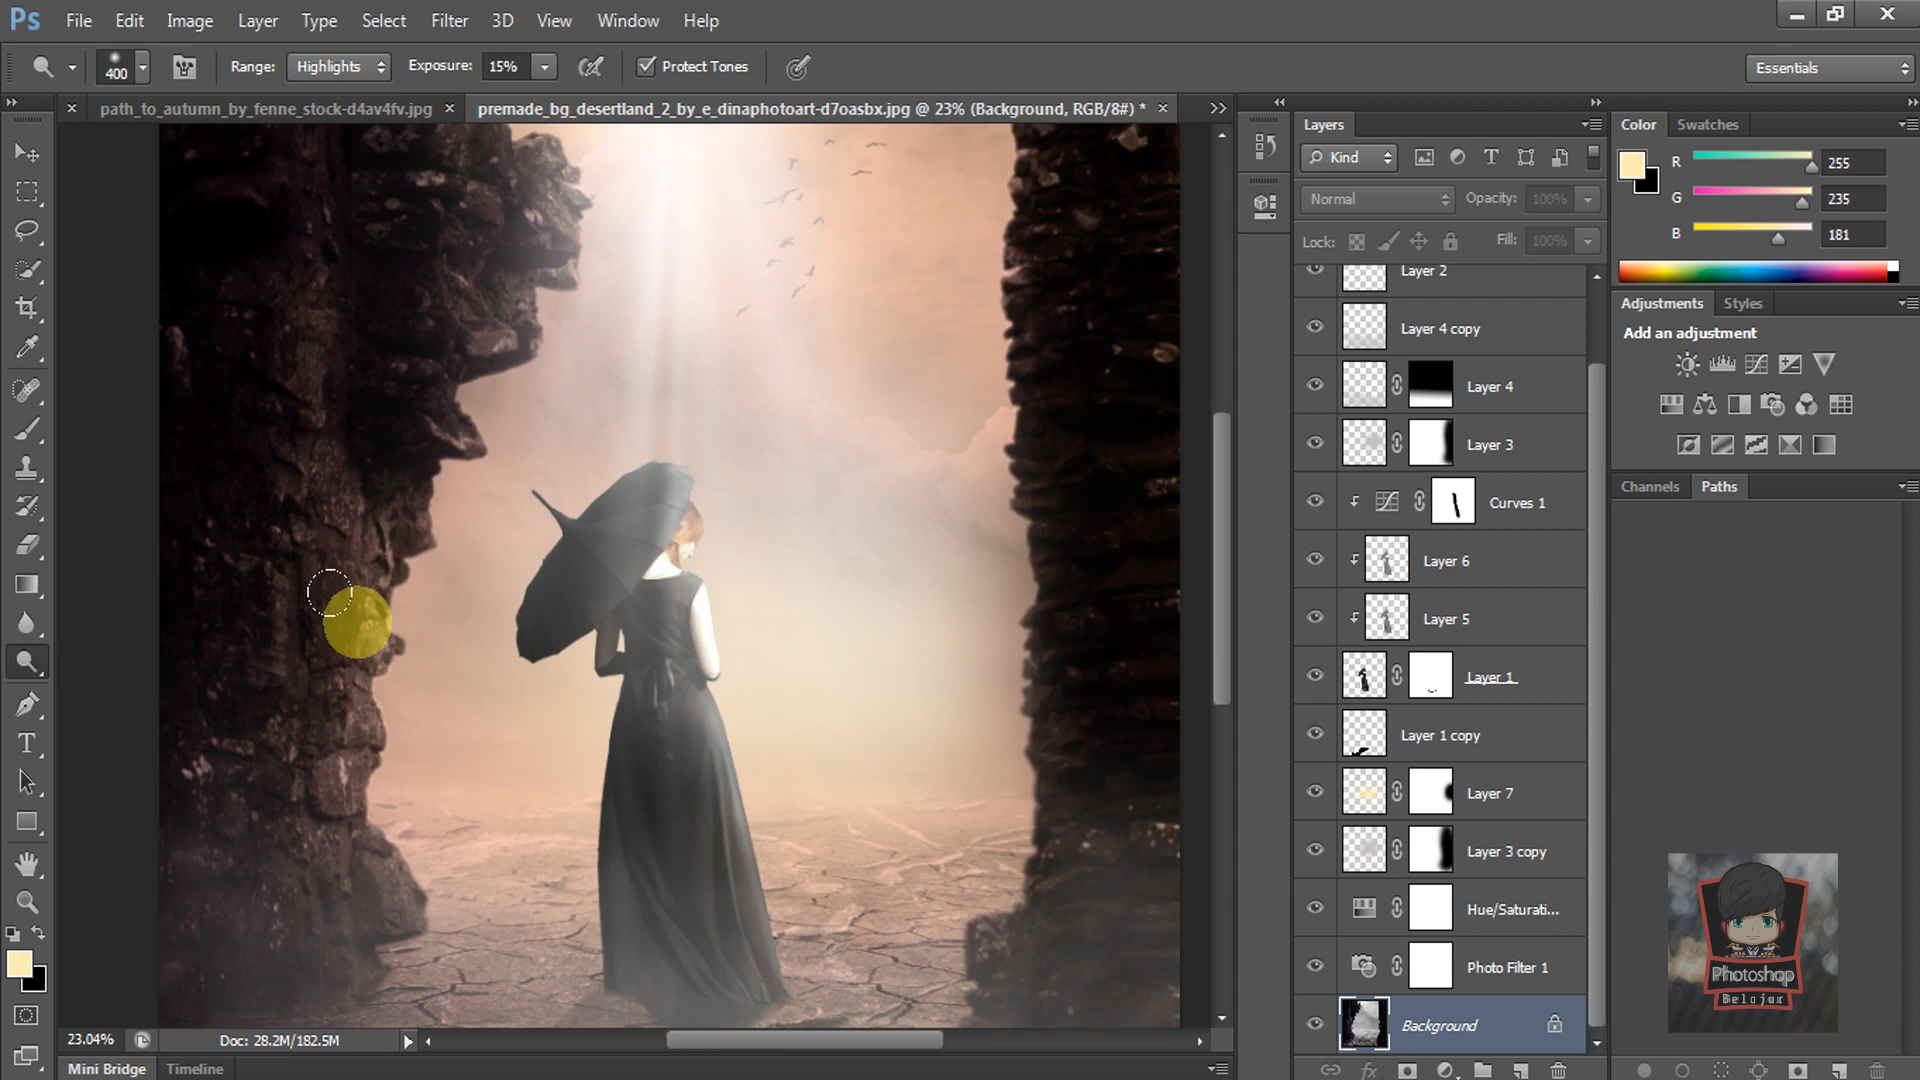 Ps File Edit Image Layer Type Select Filter 3D View Window Help
400 Range: Highlights Exposure: 15% Protect Tones Essentials
path_to_autumn_by_fenne_stock-d4av4fv.jpg
premade_bg_desertland_2_by_e_dinaphotoart-d7oasbx.jpg @ 23% (Background, RGB/8#) *
Layers
Kind
Normal Opacity: 100%
Lock: Fill: 100%
Layer 2
Layer 4 copy
Layer 4
Layer 3
Curves 1
Layer 6
Layer 5
Layer 1
Layer 1 copy
Layer 7
Layer 3 copy
Hue/Saturati...
Photo Filter 1
Background
fx
Color Swatches
R 255
G 235
B 181
Adjustments Styles
Add an adjustment
Channels Paths
Photoshop
Belajar
23.04% Doc: 28.2M/182.5M
Mini Bridge Timeline